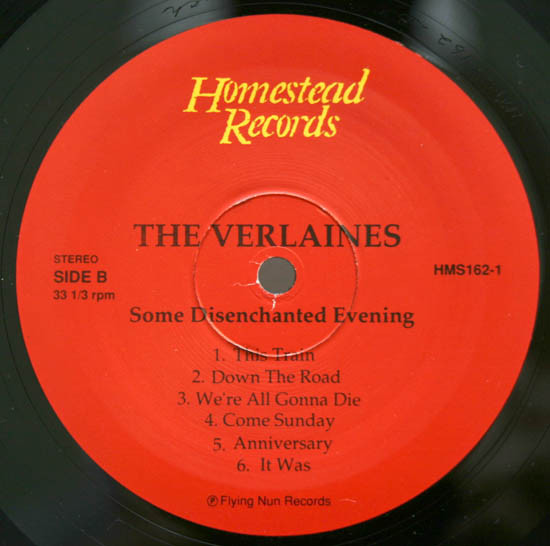 Homestead
Records
THE VERLAINES
STEREO
SIDE B
33 1/3 rpm
HMS162-1
Some Disenchanted Evening
1. This Train
2. Down The Road
3. We're All Gonna Die
4. Come Sunday
5. Anniversary
6. It Was
℗ Flying Nun Records